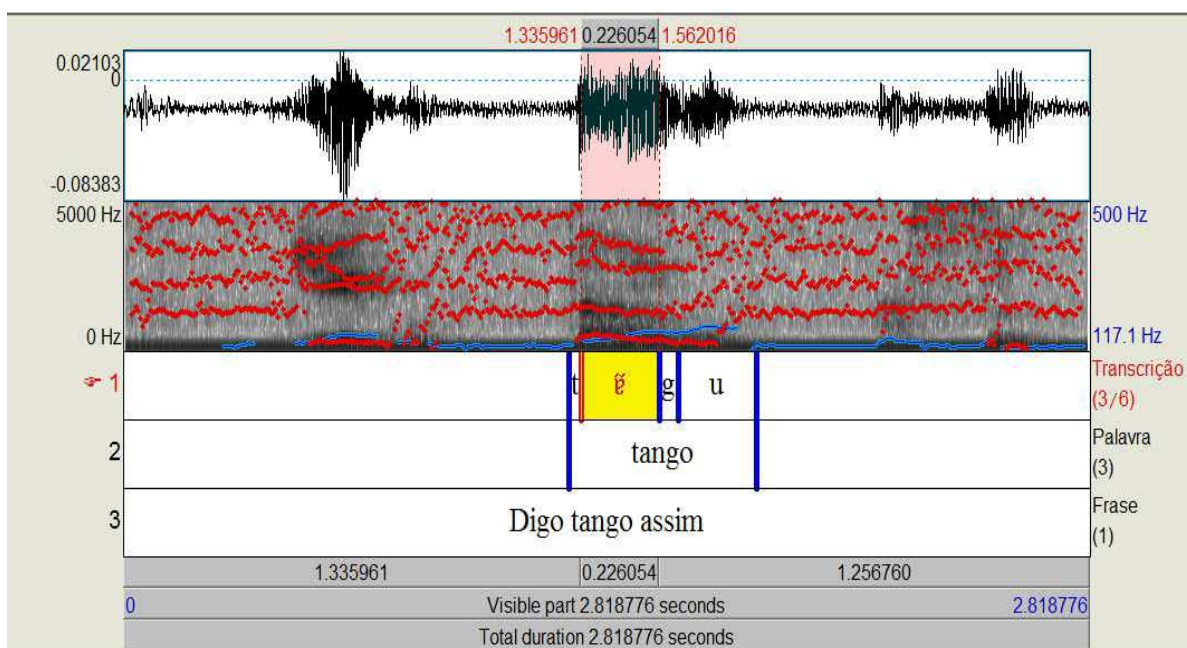 1.335961 0.226054 1.562016
0.02103
0
-0.08383
5000 Hz
500 Hz
0 Hz
117.1 Hz
☞ 1
t ɐ̃ g u
Transcrição
(3/6)
2
tango
Palavra
(3)
3
Digo tango assim
Frase
(1)
1.335961 0.226054 1.256760
0 Visible part 2.818776 seconds 2.818776
Total duration 2.818776 seconds